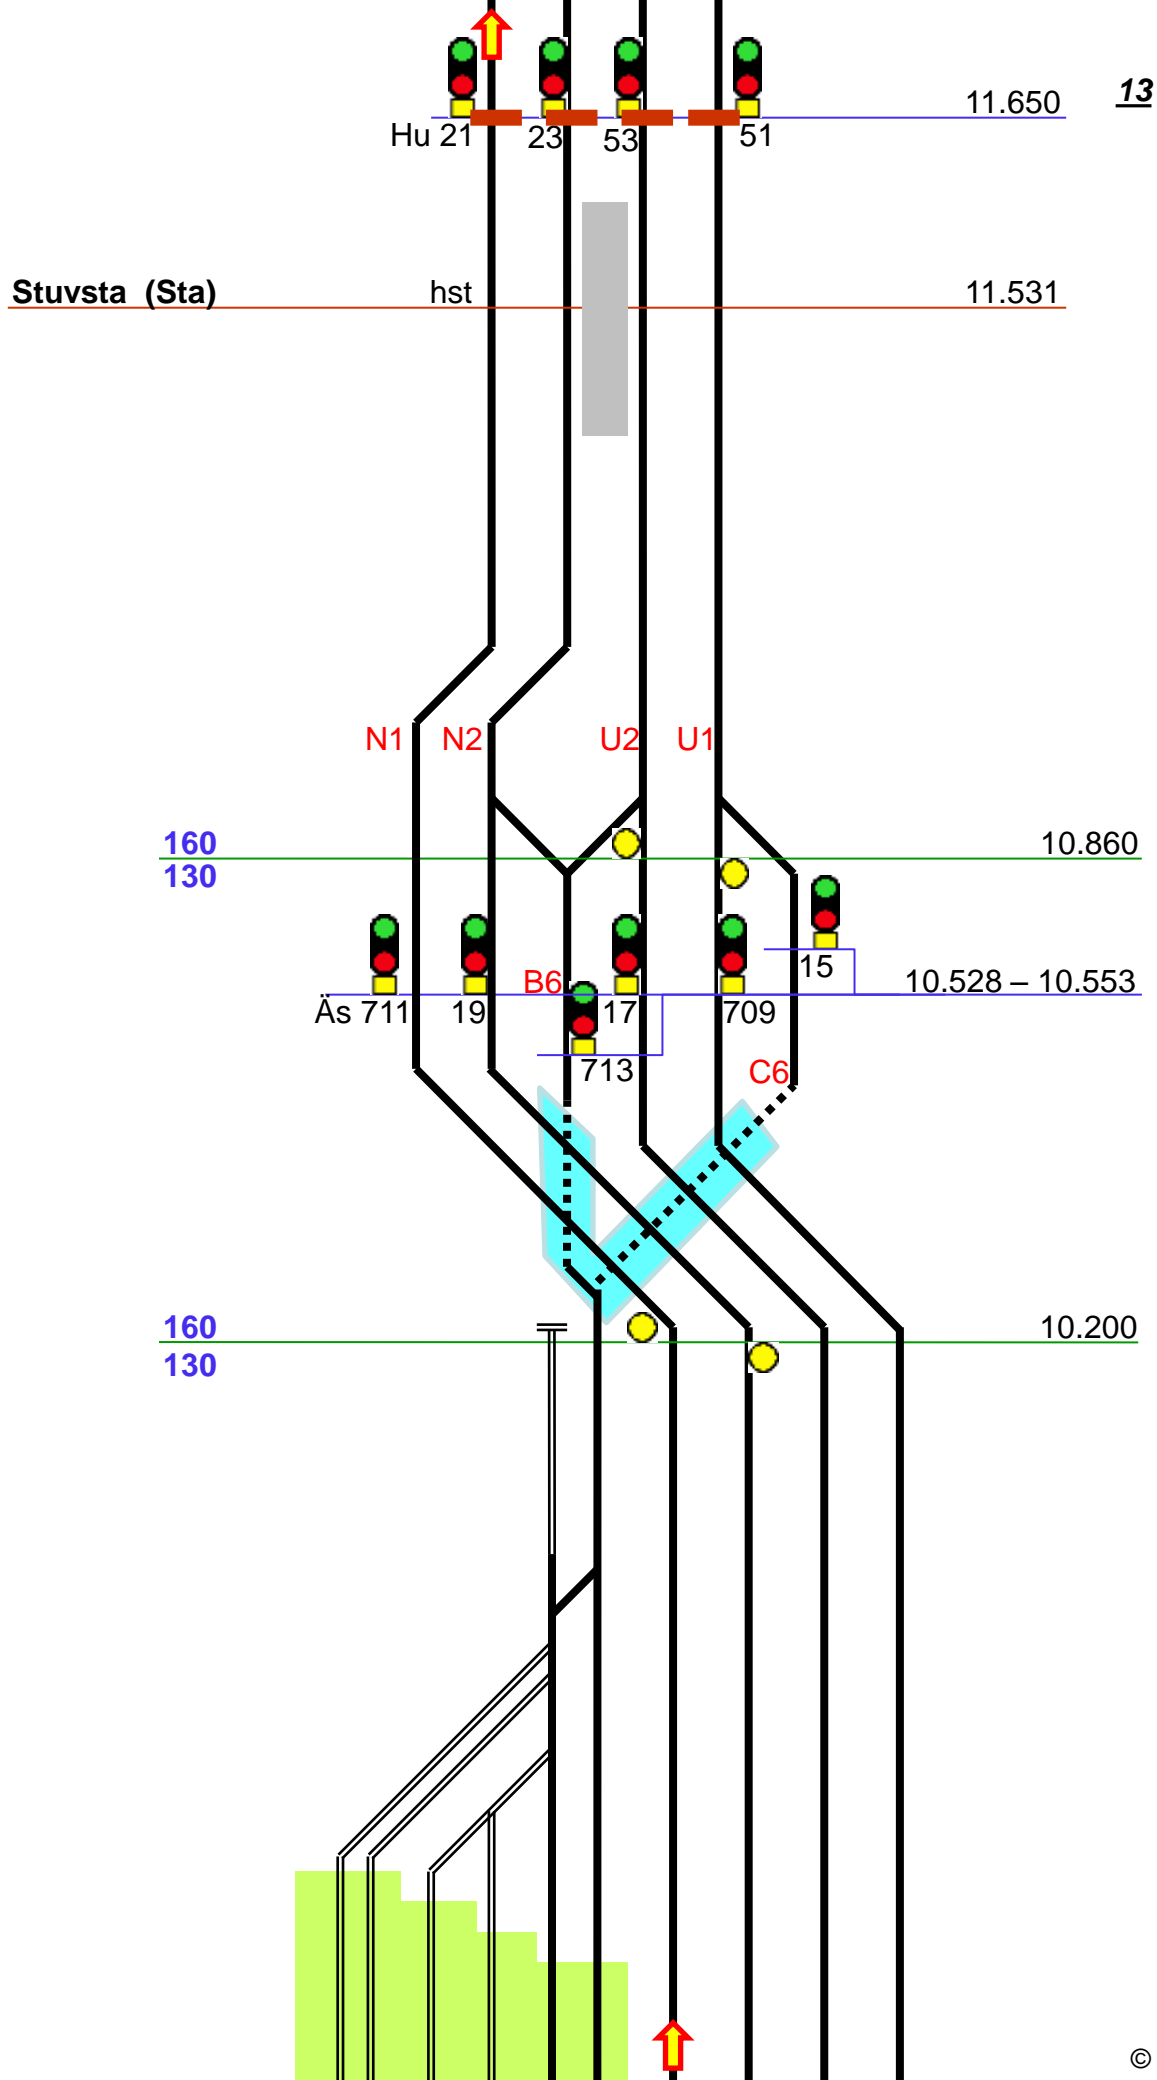 11.650 13
Hu 21 23 53 51
Stuvsta (Sta) hst 11.531
N1 N2 U2 U1
160 10.860
130
15
B6 10.528 – 10.553
Äs 711 19 17 709
713 C6
160 10.200
130
©